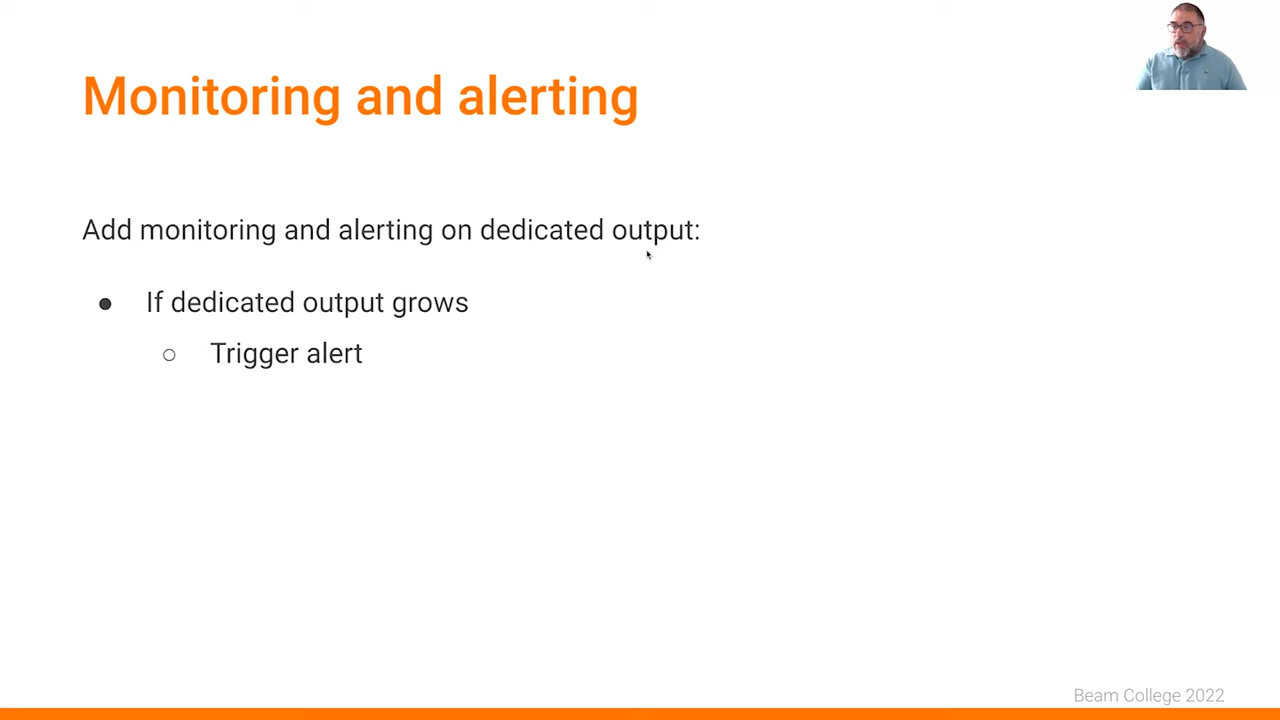 Monitoring and alerting
Add monitoring and alerting on dedicated output:
● If dedicated output grows
○ Trigger alert
Beam College 2022